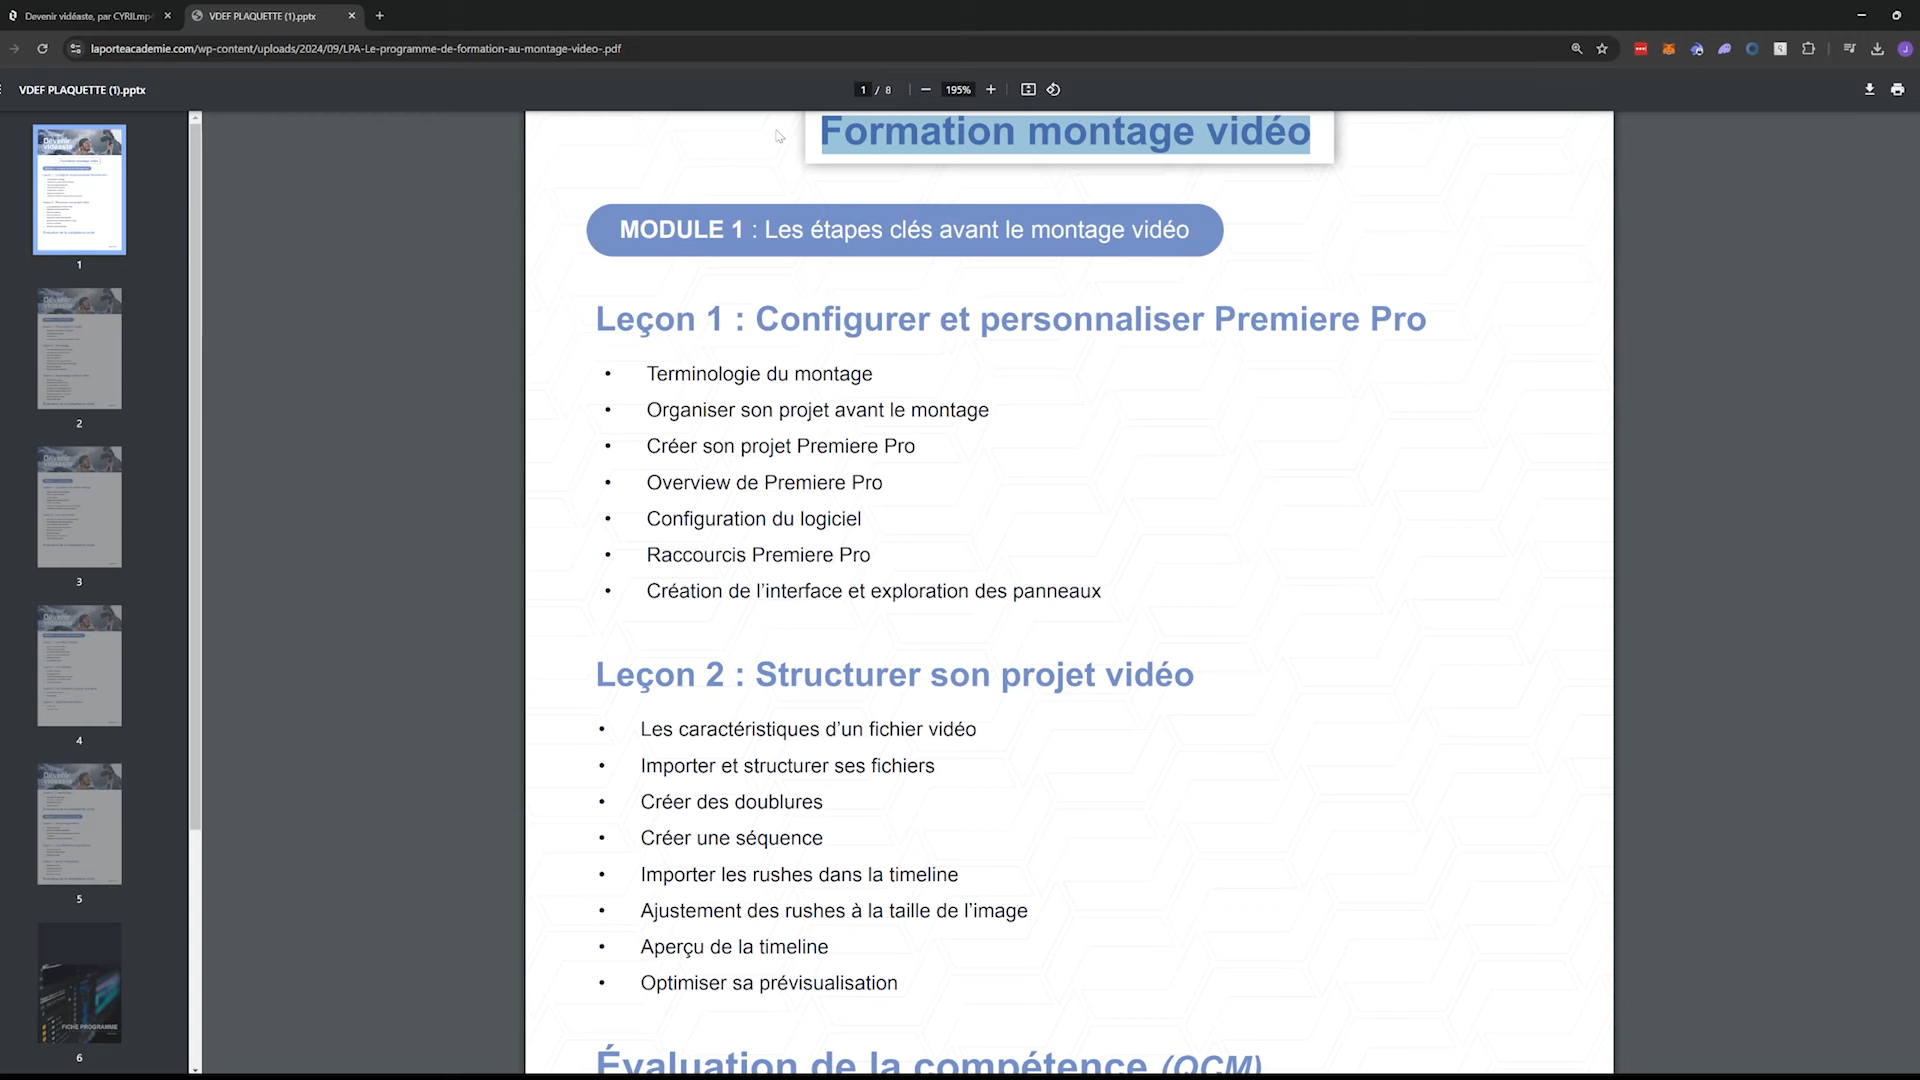 Devenir vidéaste, par CYRILmp
VDEF PLAQUETTE (1).pptx
laporteacademie.com/wp-content/uploads/2024/09/LPA-Le-programme-de-formation-au-montage-video-.pdf
J
VDEF PLAQUETTE (1).pptx
1 / 8
195%
1
2
3
4
5
FICHE PROGRAMME
6
Formation montage vidéo
MODULE 1 : Les étapes clés avant le montage vidéo
Leçon 1 : Configurer et personnaliser Premiere Pro
• Terminologie du montage
• Organiser son projet avant le montage
• Créer son projet Premiere Pro
• Overview de Premiere Pro
• Configuration du logiciel
• Raccourcis Premiere Pro
• Création de l’interface et exploration des panneaux
Leçon 2 : Structurer son projet vidéo
• Les caractéristiques d’un fichier vidéo
• Importer et structurer ses fichiers
• Créer des doublures
• Créer une séquence
• Importer les rushes dans la timeline
• Ajustement des rushes à la taille de l’image
• Aperçu de la timeline
• Optimiser sa prévisualisation
Évaluation de la compétence (QCM)